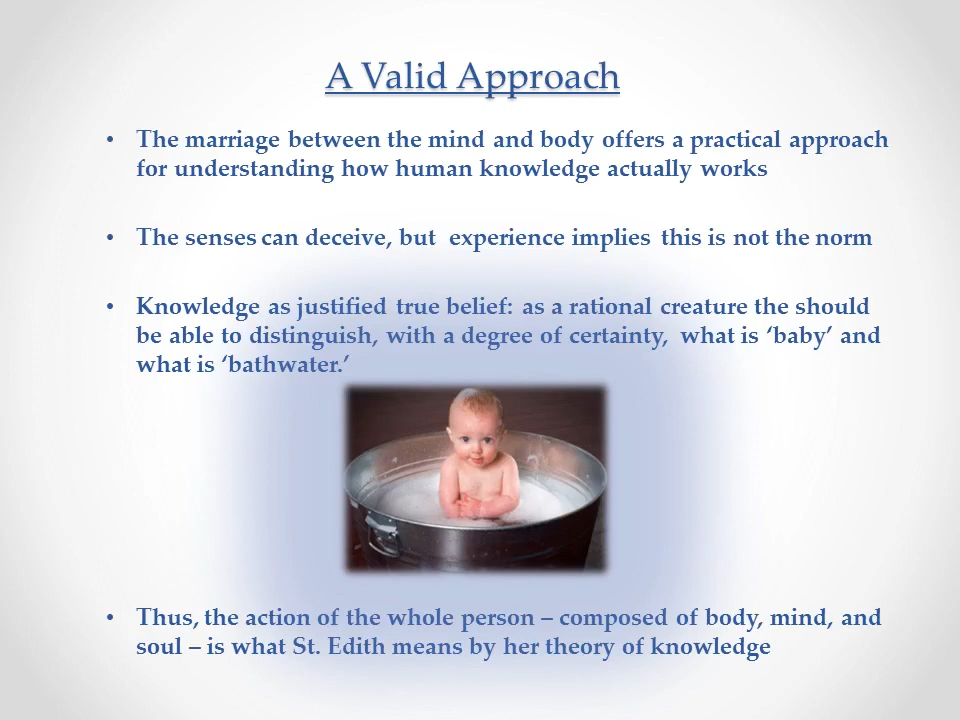 A Valid Approach
• The marriage between the mind and body offers a practical approach
for understanding how human knowledge actually works
• The senses can deceive, but experience implies this is not the norm
• Knowledge as justified true belief: as a rational creature the should
be able to distinguish, with a degree of certainty, what is ‘baby’ and
what is ‘bathwater.’
• Thus, the action of the whole person – composed of body, mind, and
soul – is what St. Edith means by her theory of knowledge